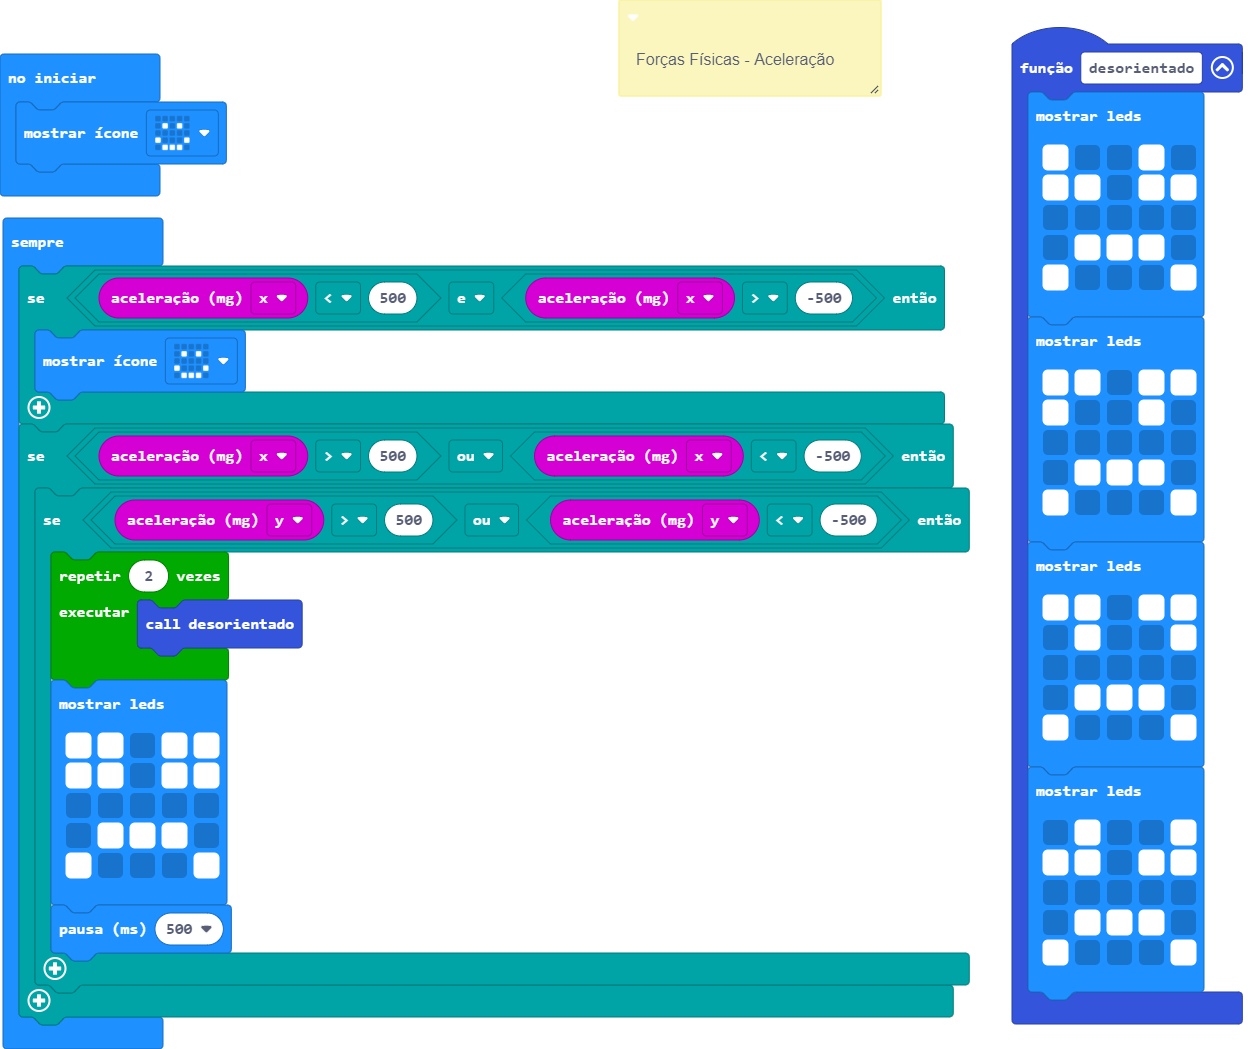 Forças Físicas - Aceleração
no iniciar
mostrar ícone
sempre
se aceleração (mg) x < 500 e aceleração (mg) x > -500 então
mostrar ícone
se aceleração (mg) x > 500 ou aceleração (mg) x < -500 então
se aceleração (mg) y > 500 ou aceleração (mg) y < -500 então
repetir 2 vezes
executar call desorientado
mostrar leds
pausa (ms) 500
função desorientado
mostrar leds
mostrar leds
mostrar leds
mostrar leds